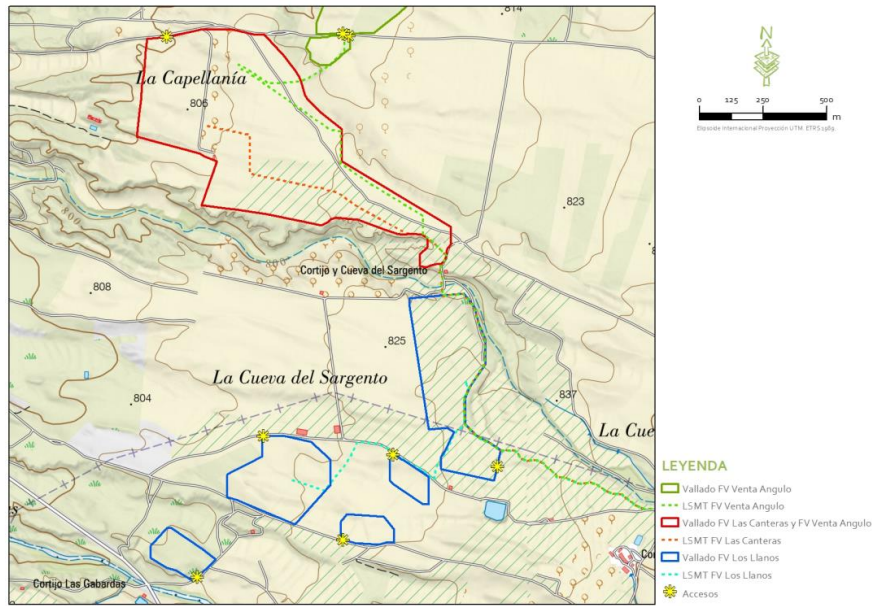 814
La Capellanía
806
N
0 125 250 500
m
Elipsoide Internacional Proyección UTM. ETRS 1989.
823
800
Cortijo y Cueva del Sargento
808
825
La Cueva del Sargento
837
804
La Cue
LEYENDA
Vallado FV Venta Angulo
LSMT FV Venta Angulo
Vallado FV Las Canteras y FV Venta Angulo
LSMT FV Las Canteras
Vallado FV Los Llanos
LSMT FV Los Llanos
Accesos
Cortijo Las Gabardas